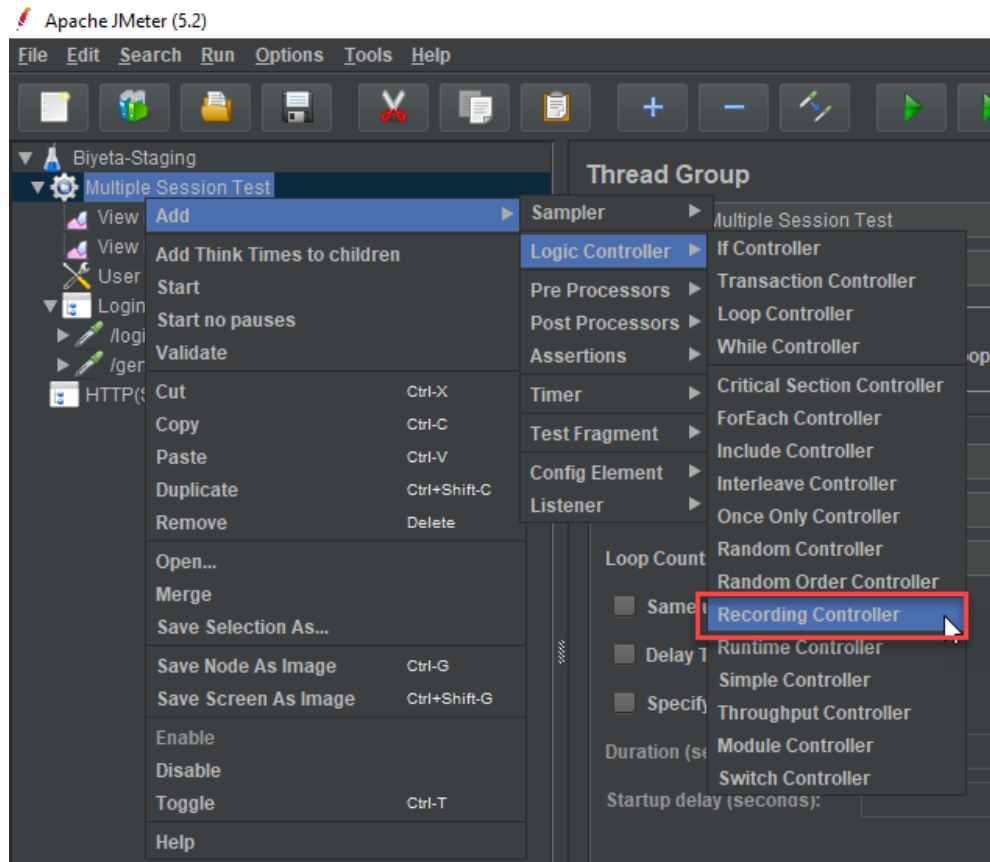 Apache JMeter (5.2)
File Edit Search Run Options Tools Help
Biyeta-Staging
Multiple Session Test
View
View
User
Login
/logi
/gen
HTTP(S
Add
Add Think Times to children
Start
Start no pauses
Validate
Cut Ctrl-X
Copy Ctrl-C
Paste Ctrl-V
Duplicate Ctrl+Shift-C
Remove Delete
Open...
Merge
Save Selection As...
Save Node As Image Ctrl-G
Save Screen As Image Ctrl+Shift-G
Enable
Disable
Toggle Ctrl-T
Help
Sampler
Logic Controller
Pre Processors
Post Processors
Assertions
Timer
Test Fragment
Config Element
Listener
If Controller
Transaction Controller
Loop Controller
While Controller
Critical Section Controller
ForEach Controller
Include Controller
Interleave Controller
Once Only Controller
Random Controller
Random Order Controller
Recording Controller
Runtime Controller
Simple Controller
Throughput Controller
Module Controller
Switch Controller
Thread Group
Multiple Session Test
op
Loop Count
Same u
Delay T
Specify
Duration (se
Startup delay (seconds):